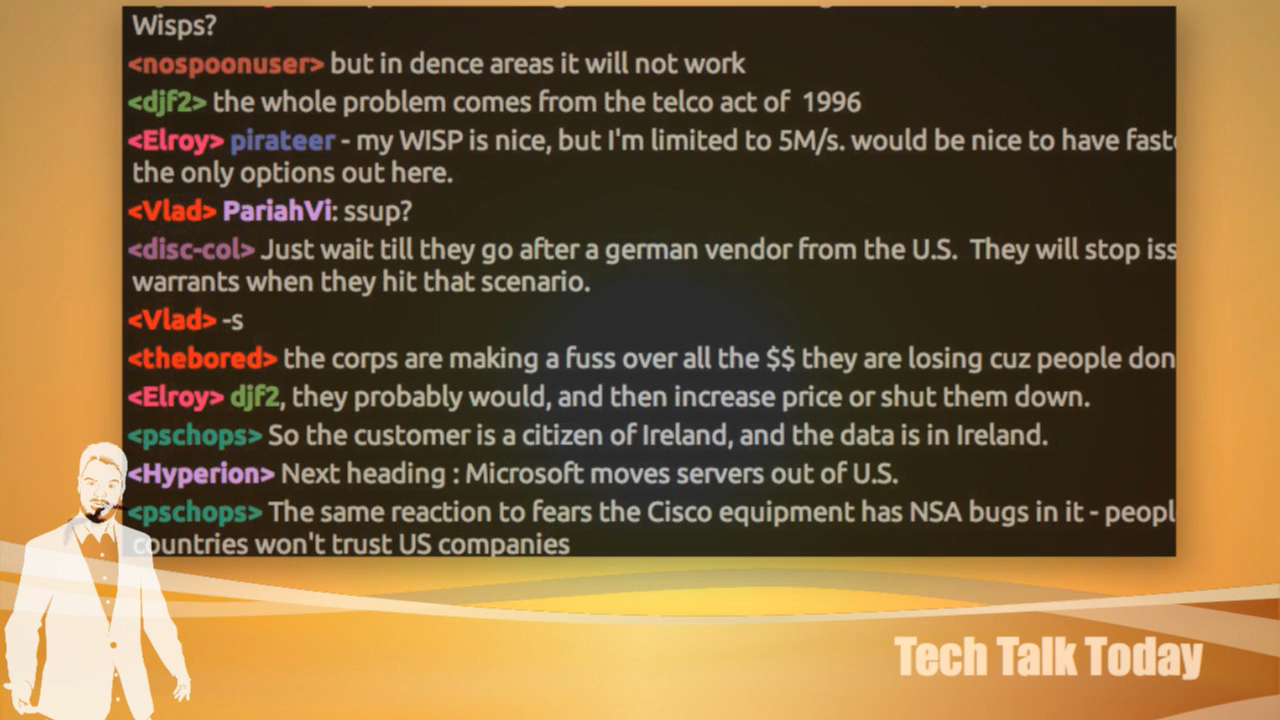 Wisps?
<nospoonuser> but in dence areas it will not work
<djf2> the whole problem comes from the telco act of 1996
<Elroy> pirateer - my WISP is nice, but I'm limited to 5M/s. would be nice to have fast
the only options out here.
<Vlad> PariahVi: ssup?
<disc-col> Just wait till they go after a german vendor from the U.S. They will stop iss
warrants when they hit that scenario.
<Vlad> -s
<thebored> the corps are making a fuss over all the $$ they are losing cuz people don
<Elroy> djf2, they probably would, and then increase price or shut them down.
<pschops> So the customer is a citizen of Ireland, and the data is in Ireland.
<Hyperion> Next heading : Microsoft moves servers out of U.S.
<pschops> The same reaction to fears the Cisco equipment has NSA bugs in it - peopl
countries won't trust US companies
Tech Talk Today